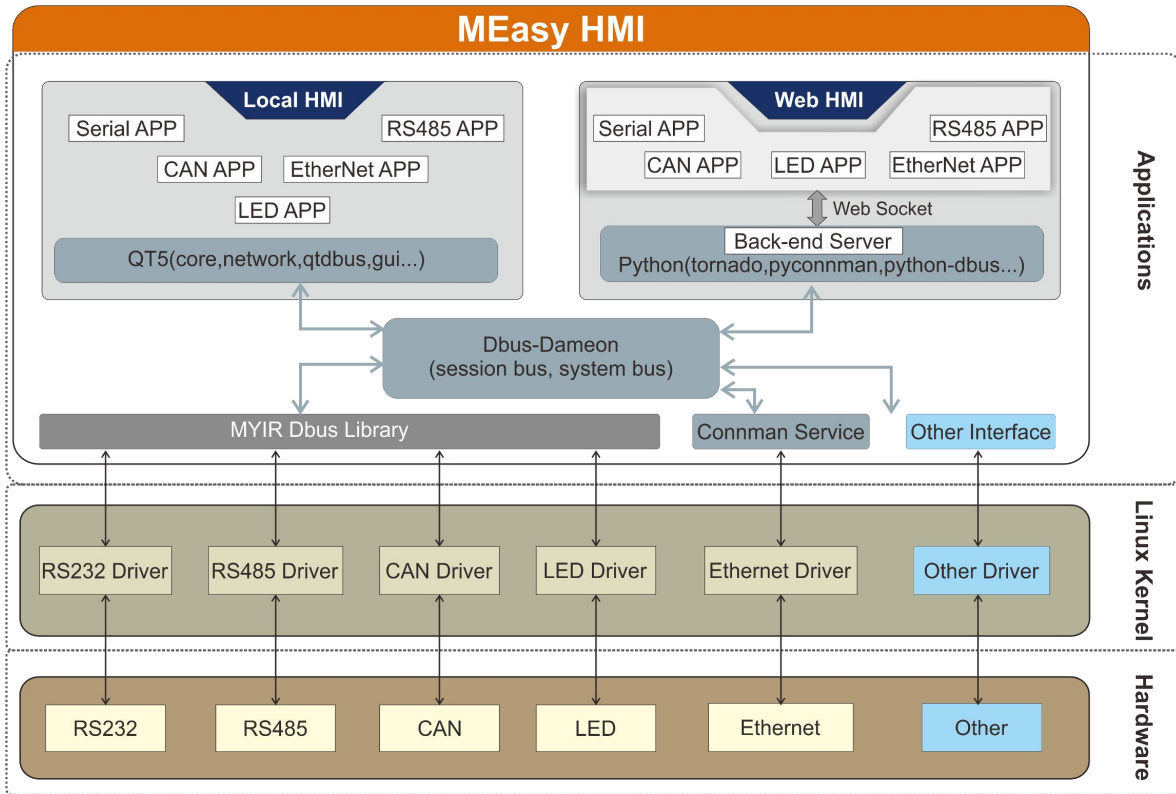 MEasy HMI
Local HMI
Serial APP
RS485 APP
CAN APP
EtherNet APP
LED APP
QT5(core,network,qtdbus,gui...)
Web HMI
Serial APP
RS485 APP
CAN APP
LED APP
EtherNet APP
Web Socket
Back-end Server
Python(tornado,pyconnman,python-dbus...)
Dbus-Dameon
(session bus, system bus)
MYIR Dbus Library
Connman Service
Other Interface
Applications
RS232 Driver
RS485 Driver
CAN Driver
LED Driver
Ethernet Driver
Other Driver
Linux Kernel
RS232
RS485
CAN
LED
Ethernet
Other
Hardware